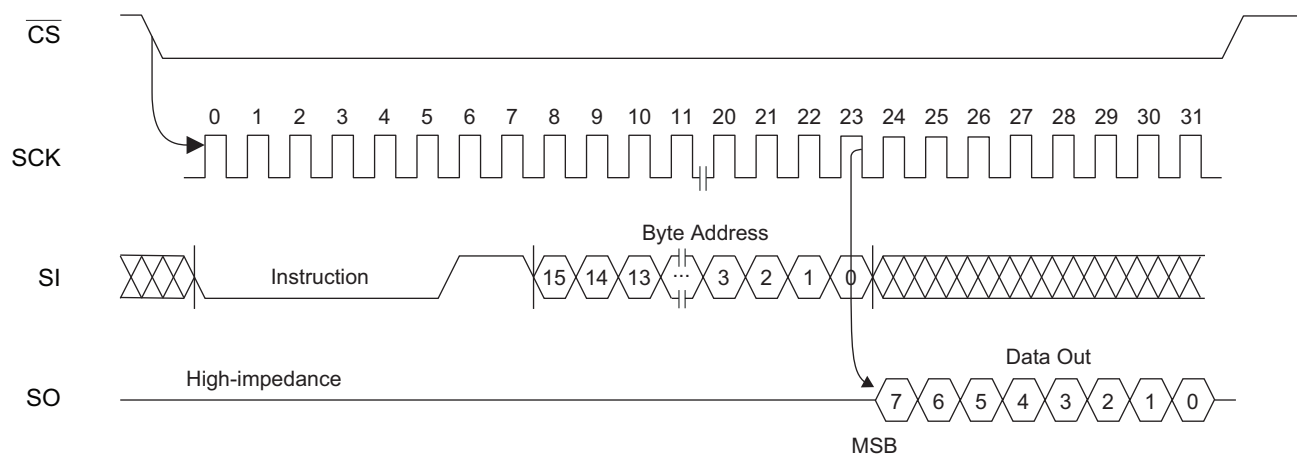 CS
0 1 2 3 4 5 6 7 8 9 10 11 20 21 22 23 24 25 26 27 28 29 30 31
SCK
Byte Address
SI Instruction 15 14 13 ... 3 2 1 0
High-impedance
Data Out
SO 7 6 5 4 3 2 1 0
MSB